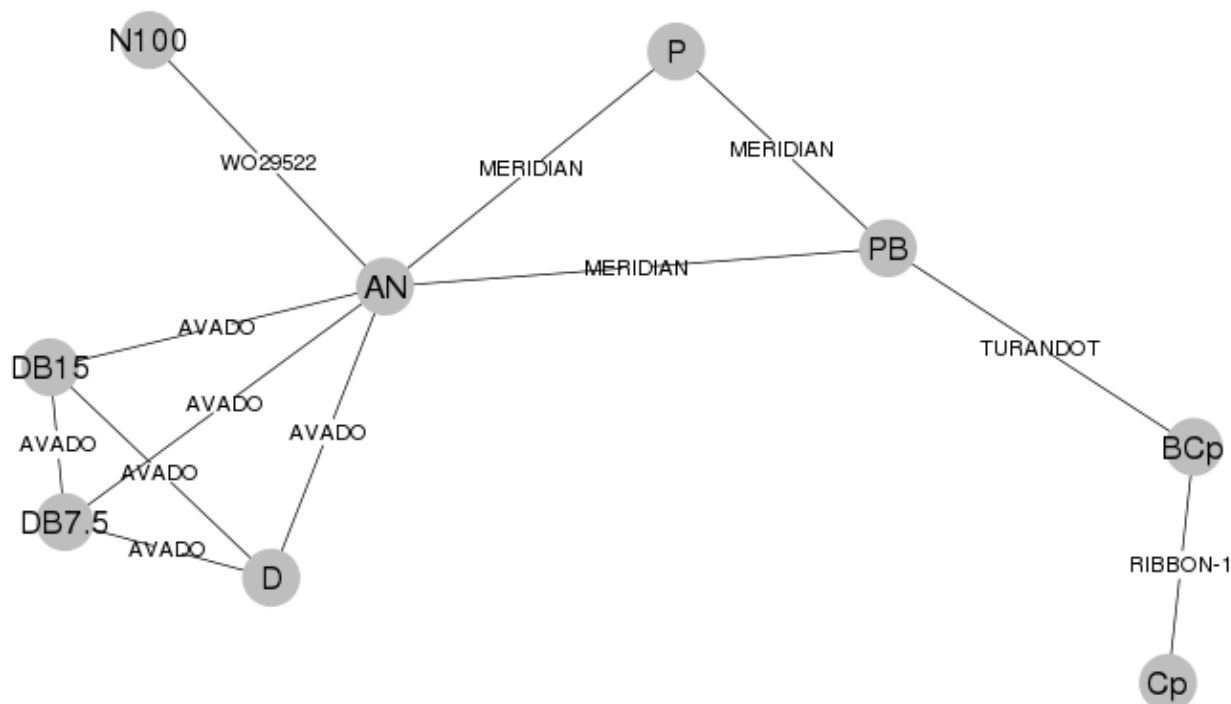 N100
P
WO29522
MERIDIAN
MERIDIAN
PB
MERIDIAN
AN
AVADO
TURANDOT
DB15
AVADO
AVADO
AVADO
BCp
AVADO
DB7.5
AVADO
RIBBON-1
D
Cp